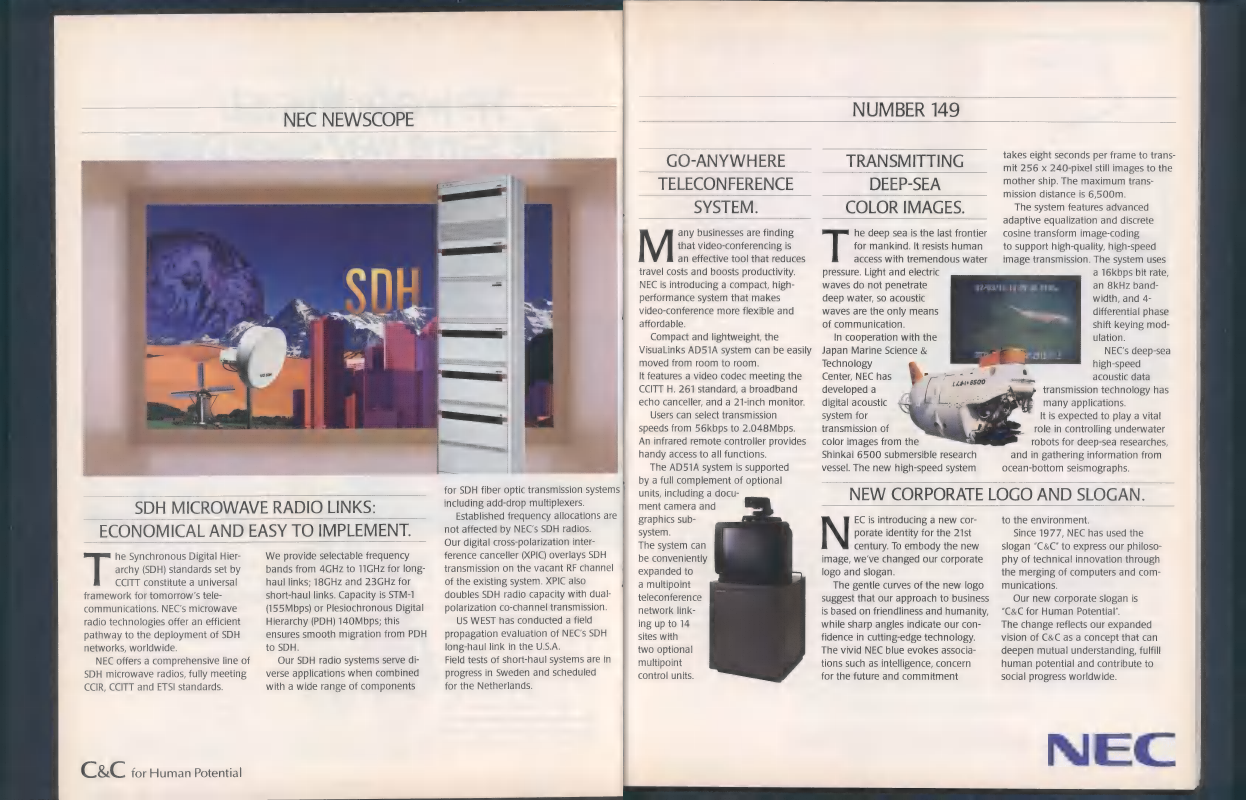 NEC NEWSCOPE
SDH
SDH MICROWAVE RADIO LINKS:
ECONOMICAL AND EASY TO IMPLEMENT.
The Synchronous Digital Hier-
archy (SDH) standards set by
CCITT constitute a universal
framework for tomorrow's tele-
communications. NEC's microwave
radio technologies offer an efficient
pathway to the deployment of SDH
networks, worldwide.
NEC offers a comprehensive line of
SDH microwave radios, fully meeting
CCIR, CCITT and ETSI standards.
We provide selectable frequency
bands from 4GHz to 11GHz for long-
haul links; 18GHz and 23GHz for
short-haul links. Capacity is STM-1
(155Mbps) or Plesiochronous Digital
Hierarchy (PDH) 140Mbps; this
ensures smooth migration from PDH
to SDH.
Our SDH radio systems serve di-
verse applications when combined
with a wide range of components
for SDH fiber optic transmission systems
including add-drop multiplexers.
Established frequency allocations are
not affected by NEC's SDH radios.
Our digital cross-polarization inter-
ference canceller (XPIC) overlays SDH
transmission on the vacant RF channel
of the existing system. XPIC also
doubles SDH radio capacity with dual-
polarization co-channel transmission.
US WEST has conducted a field
propagation evaluation of NEC's SDH
long-haul link in the U.S.A.
Field tests of short-haul systems are in
progress in Sweden and scheduled
for the Netherlands.
C&C for Human Potential
NUMBER 149
GO-ANYWHERE
TELECONFERENCE
SYSTEM.
Many businesses are finding
that video-conferencing is
an effective tool that reduces
travel costs and boosts productivity.
NEC is introducing a compact, high-
performance system that makes
video-conference more flexible and
affordable.
Compact and lightweight, the
VisuaLinks AD51A system can be easily
moved from room to room.
It features a video codec meeting the
CCITT H. 261 standard, a broadband
echo canceller, and a 21-inch monitor.
Users can select transmission
speeds from 56kbps to 2.048Mbps.
An infrared remote controller provides
handy access to all functions.
The AD51A system is supported
by a full complement of optional
units, including a docu-
ment camera and
graphics sub-
system.
The system can
be conveniently
expanded to
a multipoint
teleconference
network link-
ing up to 14
sites with
two optional
multipoint
control units.
TRANSMITTING
DEEP-SEA
COLOR IMAGES.
The deep sea is the last frontier
for mankind. It resists human
access with tremendous water
pressure. Light and electric
waves do not penetrate
deep water, so acoustic
waves are the only means
of communication.
In cooperation with the
Japan Marine Science &
Technology
Center, NEC has
developed a
digital acoustic
system for
transmission of
color images from the
Shinkai 6500 submersible research
vessel. The new high-speed system
takes eight seconds per frame to trans-
mit 256 x 240-pixel still images to the
mother ship. The maximum trans-
mission distance is 6,500m.
The system features advanced
adaptive equalization and discrete
cosine transform image-coding
to support high-quality, high-speed
image transmission. The system uses
a 16kbps bit rate,
an 8kHz band-
width, and 4-
differential phase
shift keying mod-
ulation.
NEC's deep-sea
high-speed
acoustic data
transmission technology has
many applications.
It is expected to play a vital
role in controlling underwater
robots for deep-sea researches,
and in gathering information from
ocean-bottom seismographs.
NEW CORPORATE LOGO AND SLOGAN.
NEC is introducing a new cor-
porate identity for the 21st
century. To embody the new
image, we've changed our corporate
logo and slogan.
The gentle curves of the new logo
suggest that our approach to business
is based on friendliness and humanity,
while sharp angles indicate our con-
fidence in cutting-edge technology.
The vivid NEC blue evokes associa-
tions such as intelligence, concern
for the future and commitment
to the environment.
Since 1977, NEC has used the
slogan "C&C" to express our philoso-
phy of technical innovation through
the merging of computers and com-
munications.
Our new corporate slogan is
"C&C for Human Potential".
The change reflects our expanded
vision of C&C as a concept that can
deepen mutual understanding, fulfill
human potential and contribute to
social progress worldwide.
NEC